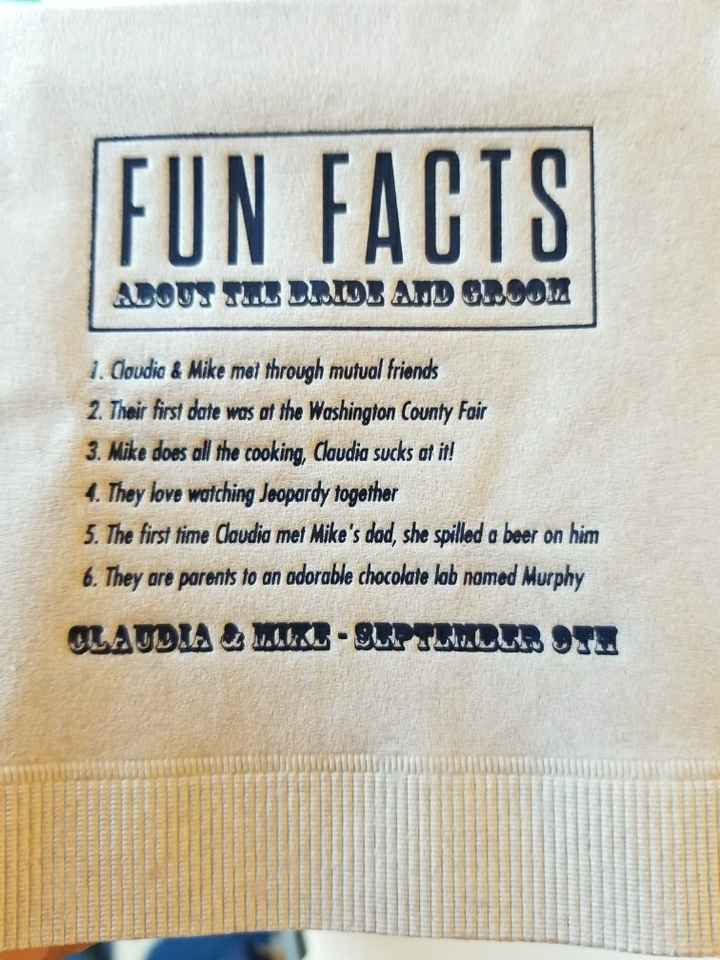 FUN FACTS
ABOUT THE BRIDE AND GROOM
1. Claudia & Mike met through mutual friends
2. Their first date was at the Washington County Fair
3. Mike does all the cooking, Claudia sucks at it!
4. They love watching Jeopardy together
5. The first time Claudia met Mike's dad, she spilled a beer on him
6. They are parents to an adorable chocolate lab named Murphy
CLAUDIA & MIKE - SEPTEMBER 9TH